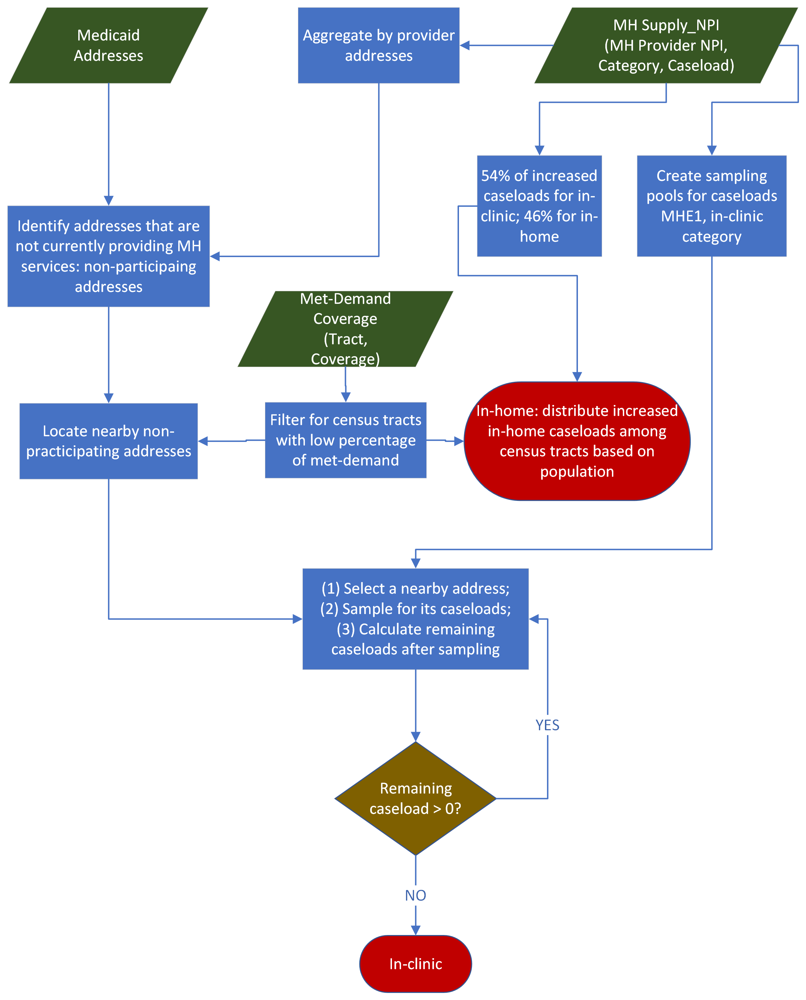 Medicaid
Addresses
Aggregate by provider
addresses
MH Supply_NPI
(MH Provider NPI,
Category, Caseload)
54% of increased
caseloads for in-
clinic; 46% for in-
home
Create sampling
pools for caseloads
MHE1, in-clinic
category
Identify addresses that are
not currently providing MH
services: non-participaing
addresses
Met-Demand
Coverage
(Tract,
Coverage)
Locate nearby non-
practicipating addresses
Filter for census tracts
with low percentage
of met-demand
In-home: distribute increased
in-home caseloads among
census tracts based on
population
(1) Select a nearby address;
(2) Sample for its caseloads;
(3) Calculate remaining
caseloads after sampling
YES
Remaining
caseload > 0?
NO
In-clinic